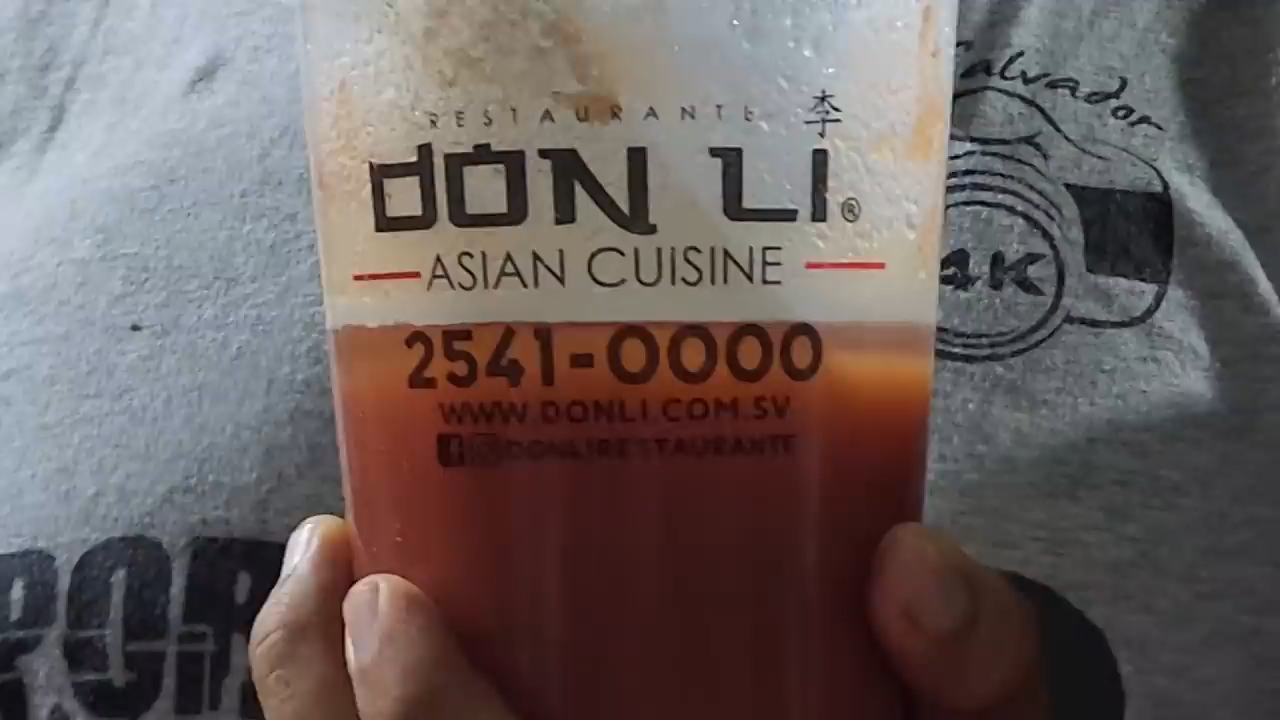 RESTAURANTE 李
DON LI®
ASIAN CUISINE
2541-0000
WWW.DONLI.COM.SV
DONLIRESTAURANTE
Salvador
4K